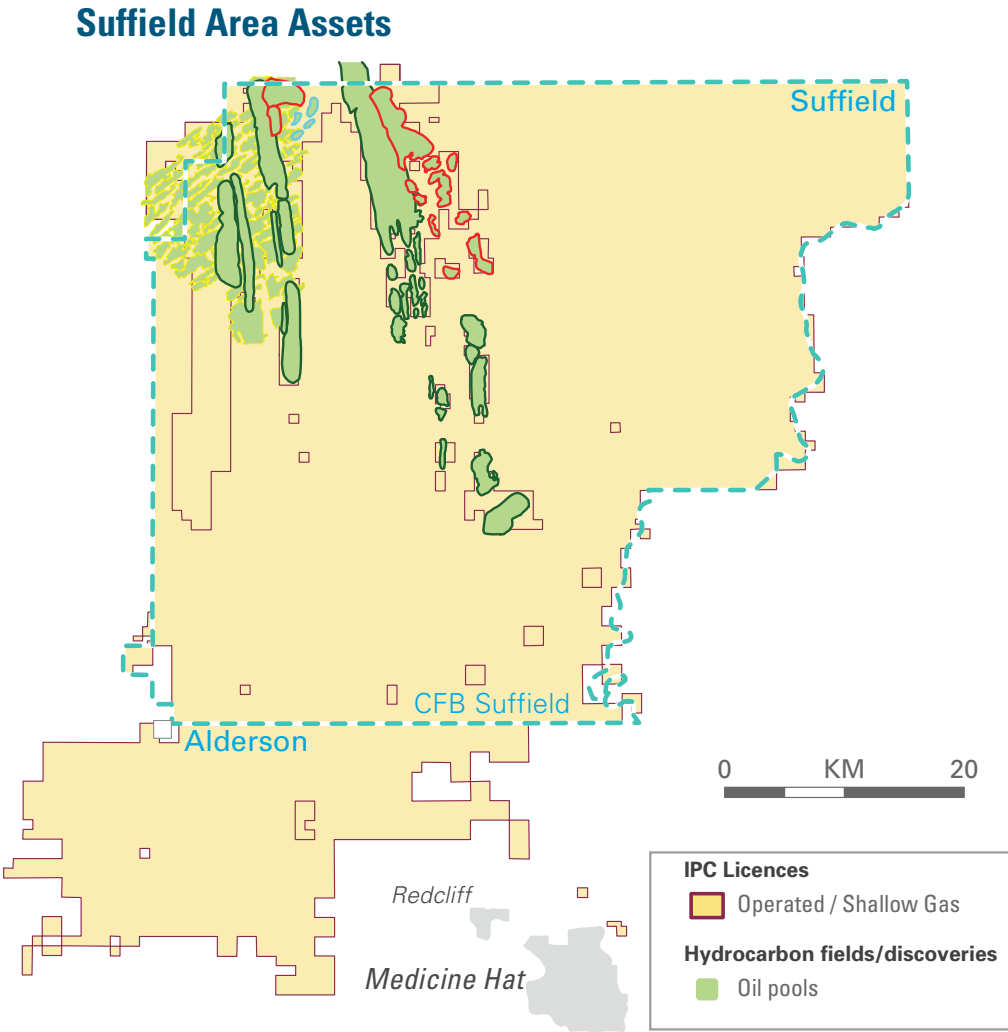 Suffield Area Assets
Suffield
CFB Suffield
Alderson
0 KM 20
Redcliff
Medicine Hat
IPC Licences
Operated / Shallow Gas
Hydrocarbon fields/discoveries
Oil pools